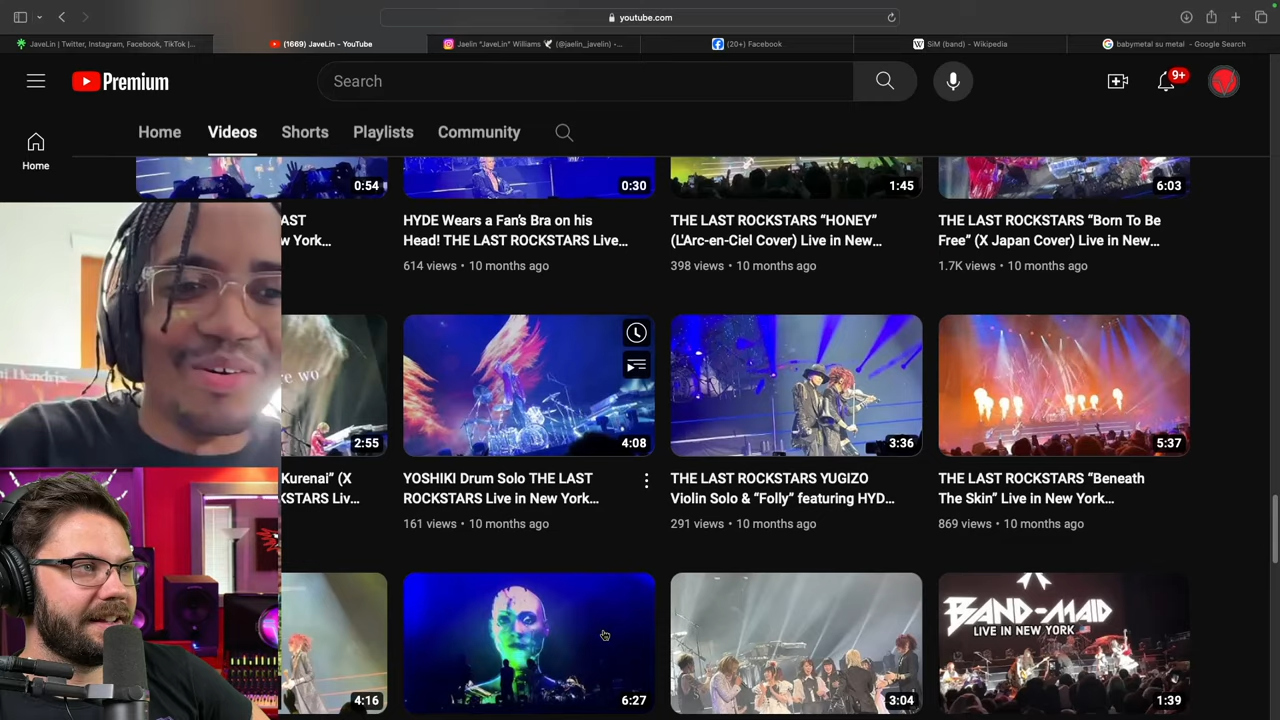 youtube.com
JaveLin | Twitter, Instagram, Facebook, TikTok |...
(1669) JaveLin - YouTube
Jaelin "JaveLin" Williams 🕊 (@jaelin_javelin) -...
(20+) Facebook
SiM (band) - Wikipedia
babymetal su metal - Google Search
Premium
Search
9+
Home
Videos
Shorts
Playlists
Community
Home
0:54
0:30
1:45
6:03
AST
w York...
HYDE Wears a Fan's Bra on his
Head! THE LAST ROCKSTARS Live...
614 views • 10 months ago
THE LAST ROCKSTARS “HONEY”
(L'Arc-en-Ciel Cover) Live in New...
398 views • 10 months ago
THE LAST ROCKSTARS “Born To Be
Free” (X Japan Cover) Live in New...
1.7K views • 10 months ago
re wo
2:55
4:08
3:36
5:37
Kurenai” (X
KSTARS Liv...
YOSHIKI Drum Solo THE LAST
ROCKSTARS Live in New York...
161 views • 10 months ago
THE LAST ROCKSTARS YUGIZO
Violin Solo & “Folly” featuring HYD...
291 views • 10 months ago
THE LAST ROCKSTARS “Beneath
The Skin” Live in New York...
869 views • 10 months ago
4:16
6:27
3:04
BAND-MAID
LIVE IN NEW YORK
1:39